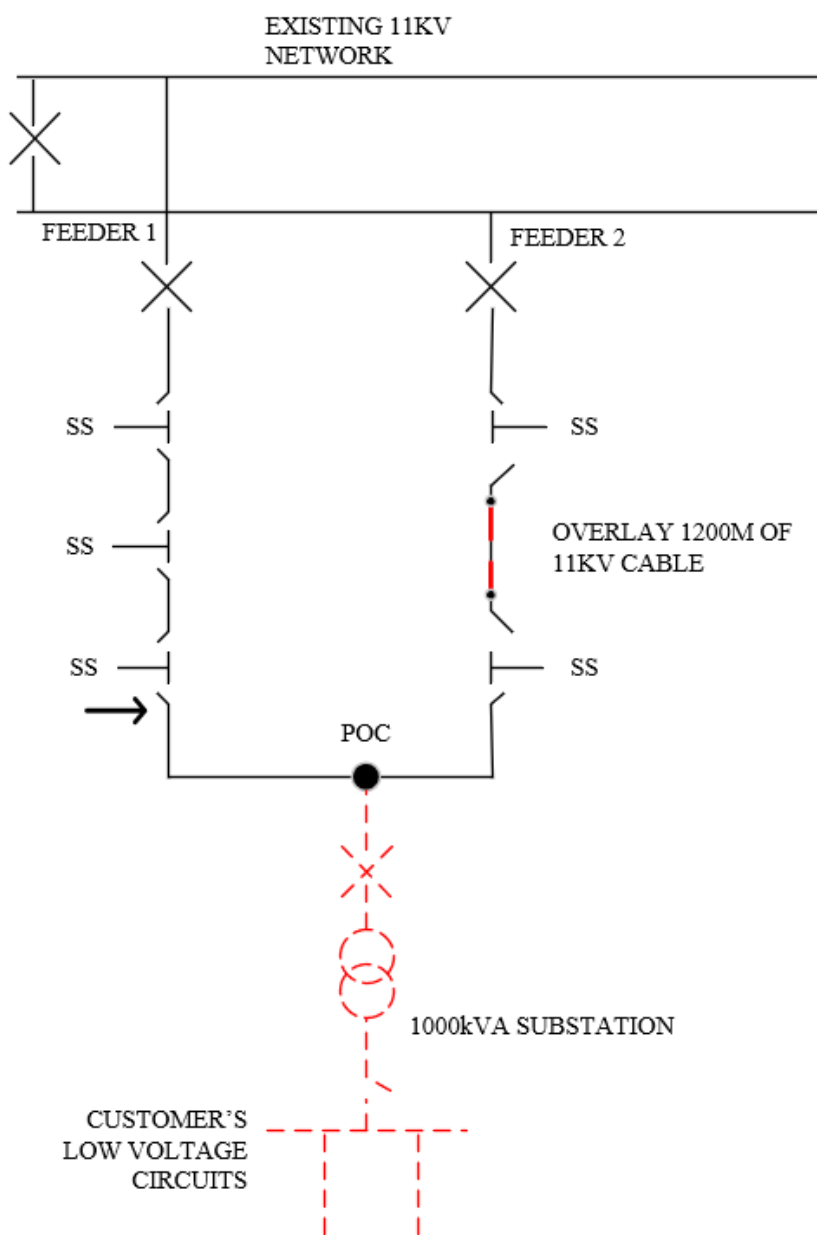 EXISTING 11KV
NETWORK
FEEDER 1
FEEDER 2
SS
SS
SS
OVERLAY 1200M OF
11KV CABLE
SS
SS
POC
1000kVA SUBSTATION
CUSTOMER'S
LOW VOLTAGE
CIRCUITS